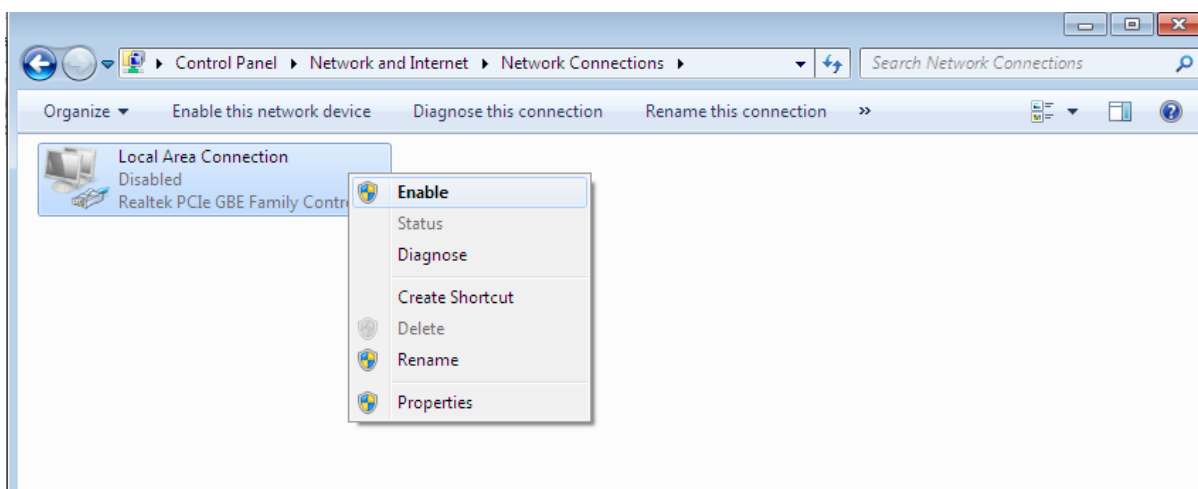 Control Panel Network and Internet Network Connections
Search Network Connections
Organize Enable this network device Diagnose this connection Rename this connection »
Local Area Connection
Disabled
Realtek PCIe GBE Family Contr
Enable
Status
Diagnose
Create Shortcut
Delete
Rename
Properties